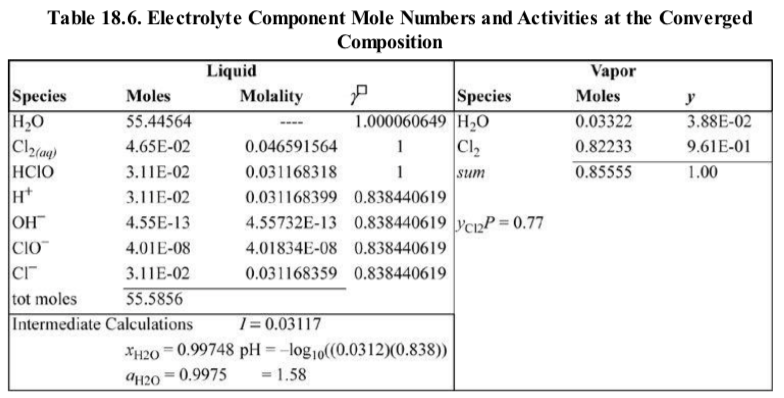 Table 18.6. Electrolyte Component Mole Numbers and Activities at the Converged
Composition
Liquid Vapor
Species Moles Molality γ□ Species Moles y
H₂O 55.44564 ---- 1.000060649 H₂O 0.03322 3.88E-02
Cl₂(aq) 4.65E-02 0.046591564 1 Cl₂ 0.82233 9.61E-01
HClO 3.11E-02 0.031168318 1 sum 0.85555 1.00
H⁺ 3.11E-02 0.031168399 0.838440619
OH⁻ 4.55E-13 4.55732E-13 0.838440619 yCl2P = 0.77
ClO⁻ 4.01E-08 4.01834E-08 0.838440619
Cl⁻ 3.11E-02 0.031168359 0.838440619
tot moles 55.5856
Intermediate Calculations I = 0.03117
xH2O = 0.99748 pH = –log₁₀((0.0312)(0.838))
aH2O = 0.9975 = 1.58